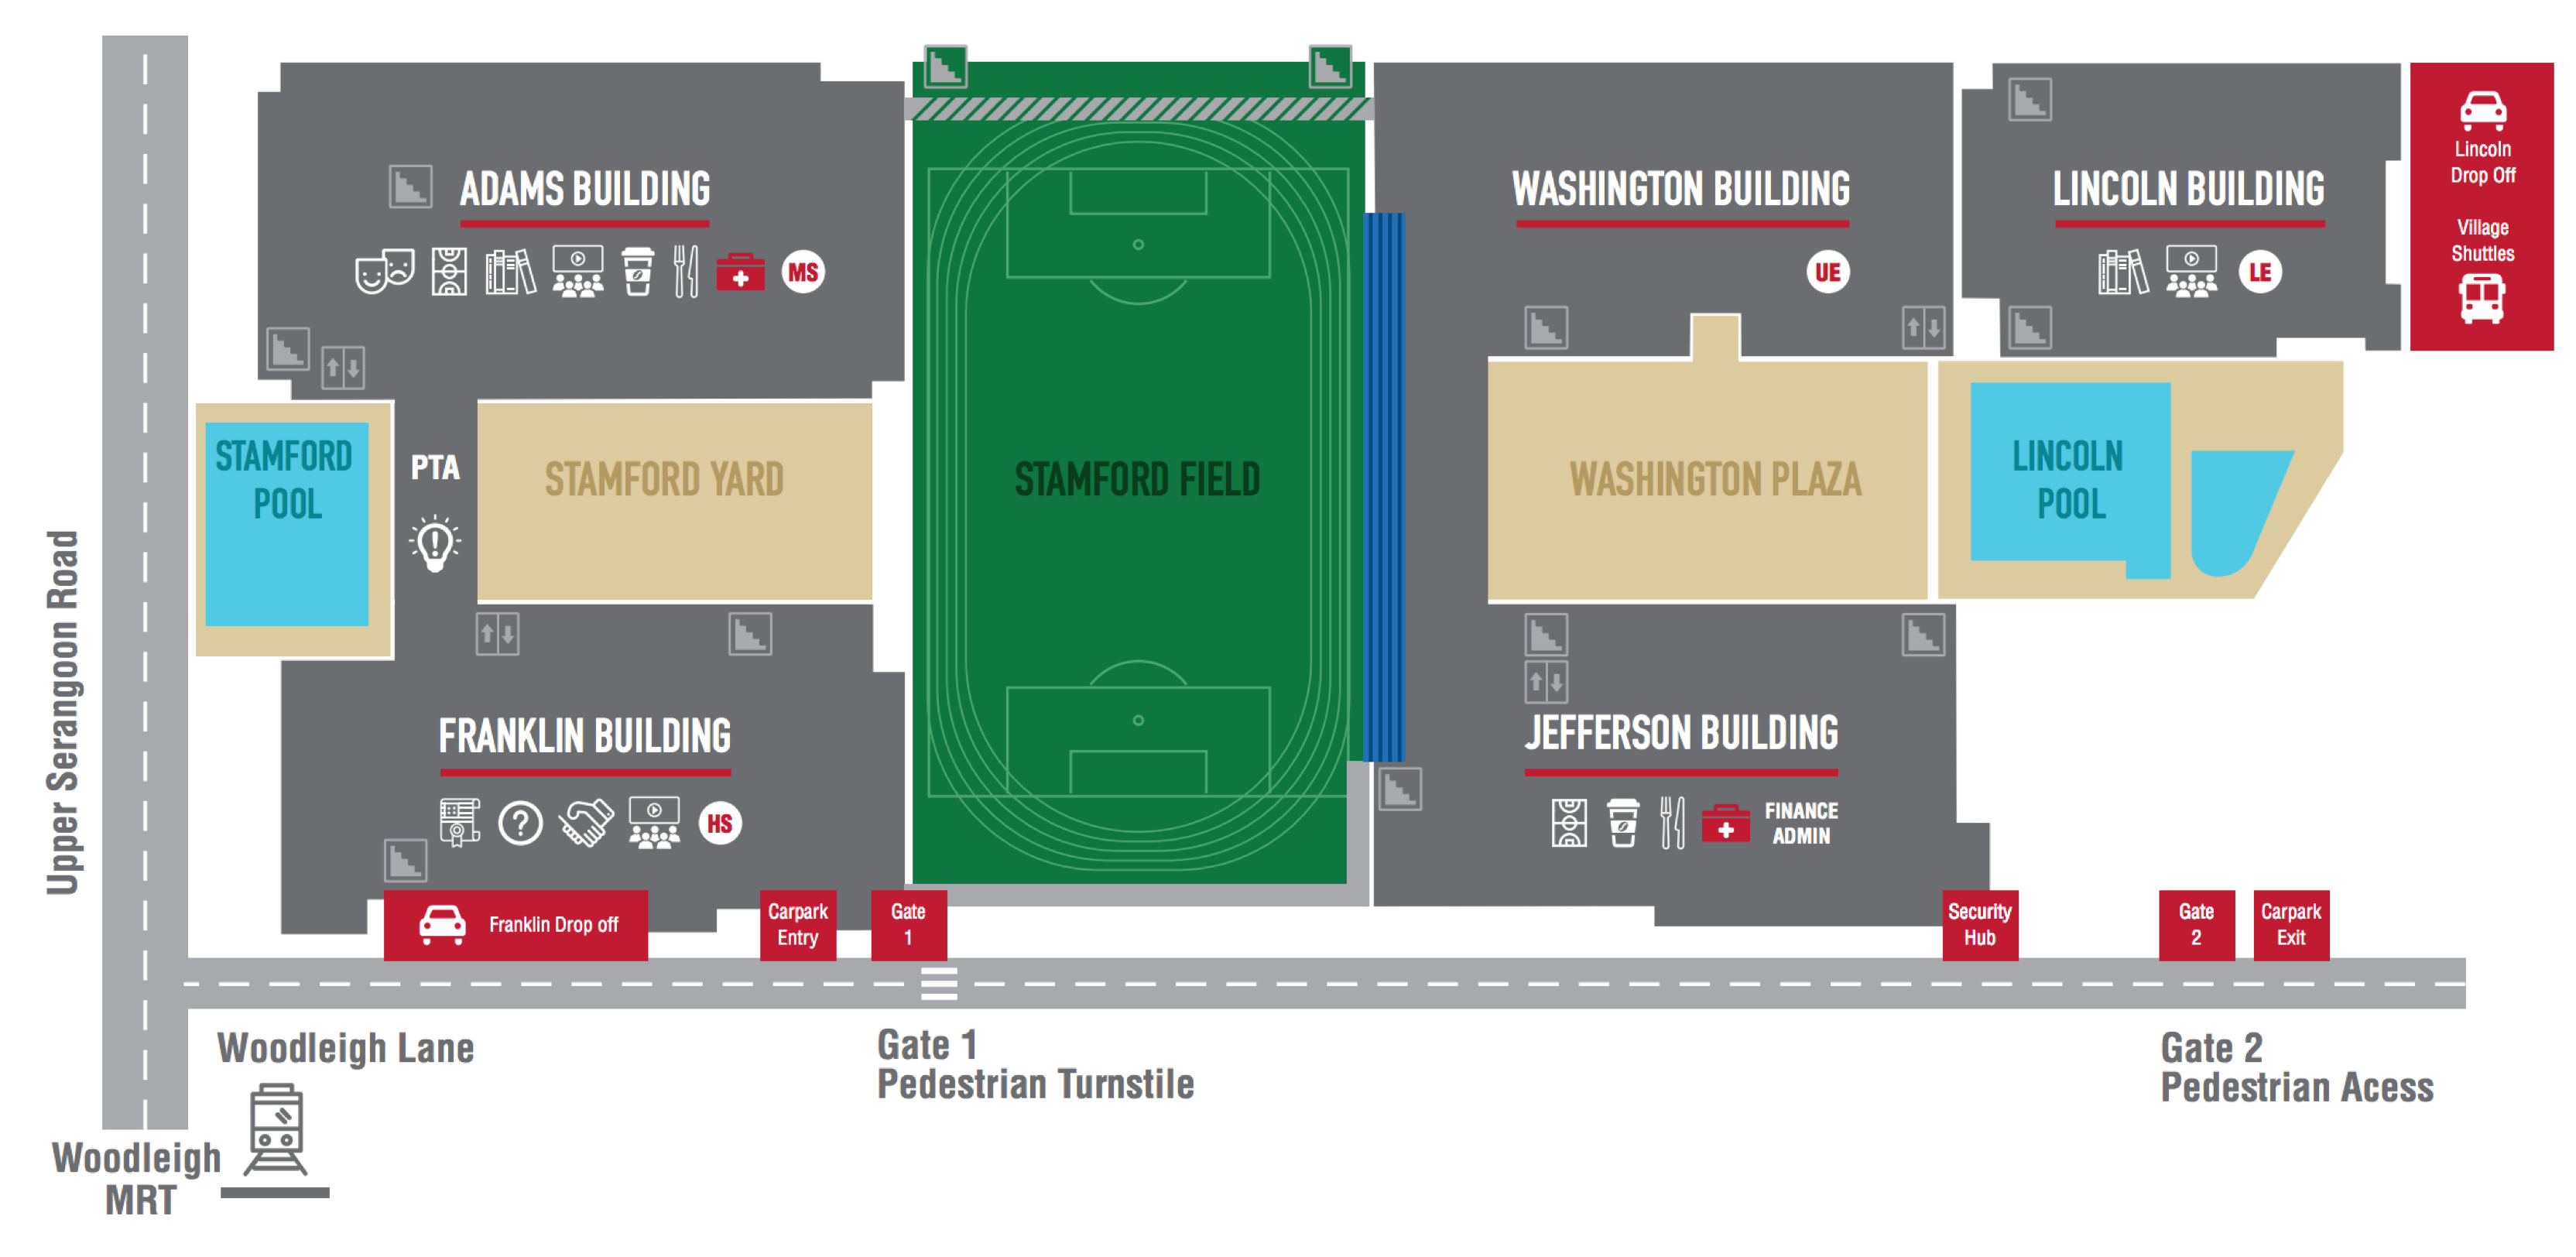 ADAMS BUILDING
MS
WASHINGTON BUILDING
UE
LINCOLN BUILDING
LE
Lincoln
Drop Off
Village
Shuttles
STAMFORD
POOL
PTA
STAMFORD YARD
STAMFORD FIELD
WASHINGTON PLAZA
LINCOLN
POOL
Upper Serangoon Road
FRANKLIN BUILDING
?
HS
JEFFERSON BUILDING
FINANCE
ADMIN
Franklin Drop off
Carpark
Entry
Gate
1
Security
Hub
Gate
2
Carpark
Exit
Woodleigh Lane
Gate 1
Pedestrian Turnstile
Gate 2
Pedestrian Acess
Woodleigh
MRT